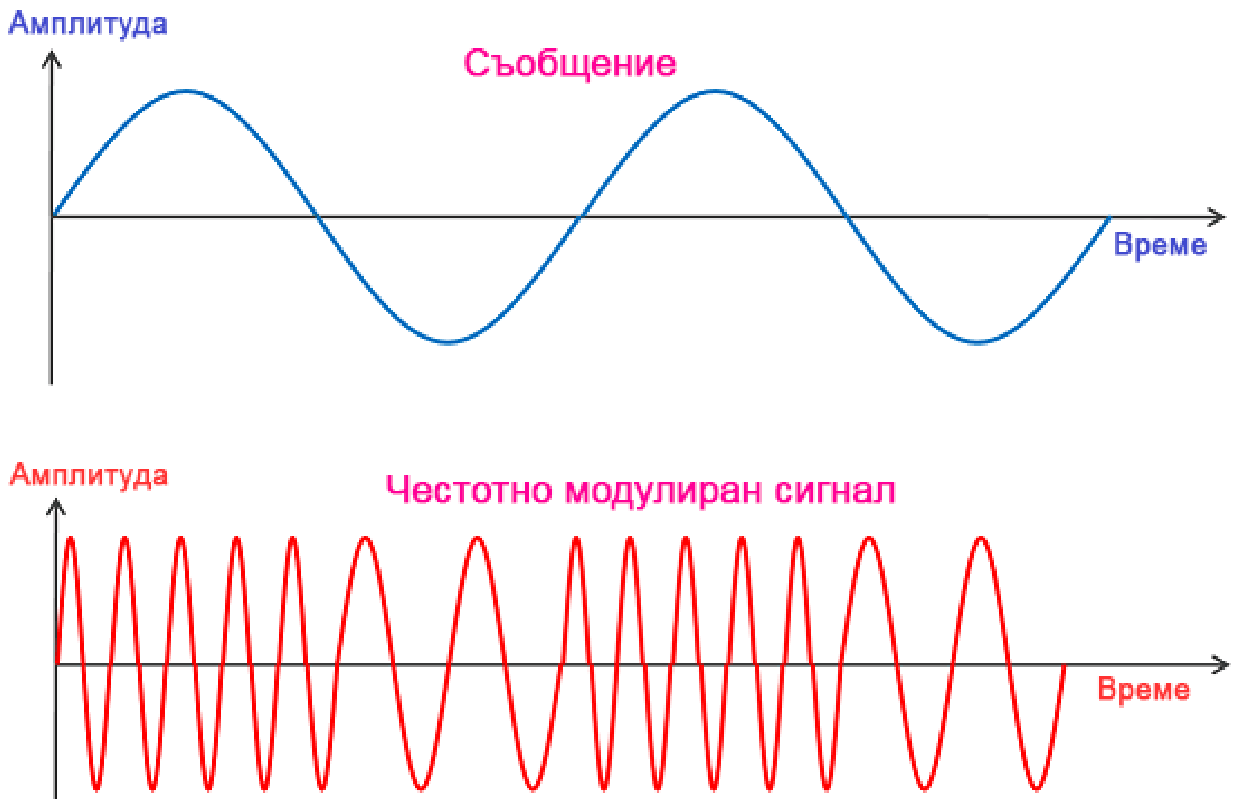 Амплитуда
Съобщение
Време
Амплитуда
Честотно модулиран сигнал
Време